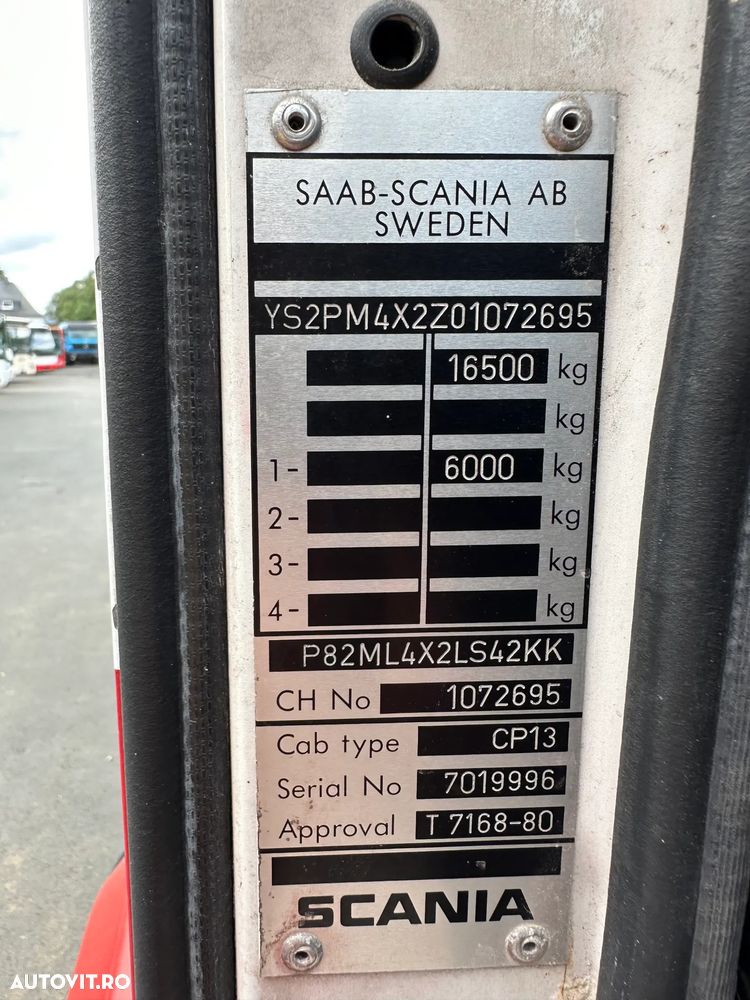 SAAB-SCANIA AB
SWEDEN
YS2PM4X2Z01072695
16500 kg
kg
1- 6000 kg
2- kg
3- kg
4- kg
P82ML4X2LS42KK
CH No 1072695
Cab type CP13
Serial No 7019996
Approval T 7168-80
SCANIA
AUTOVIT.RO